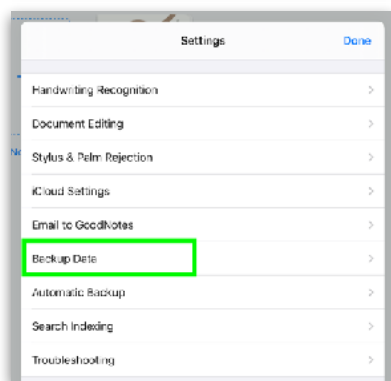 Settings
Done
Handwriting Recognition
Document Editing
Stylus & Palm Rejection
iCloud Settings
Email to GoodNotes
Backup Data
Automatic Backup
Search Indexing
Troubleshooting